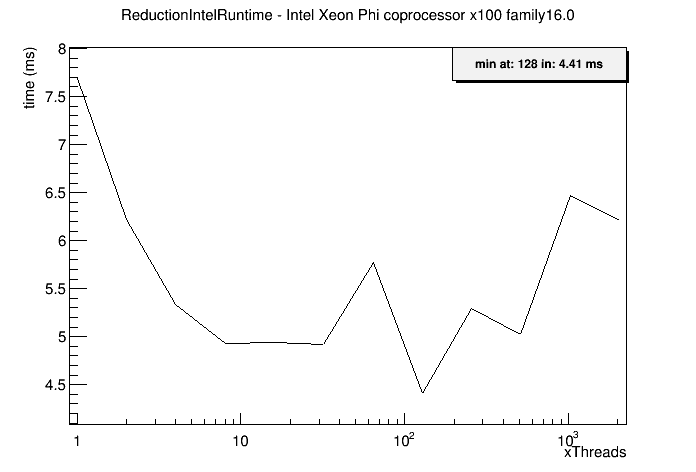 ReductionIntelRuntime - Intel Xeon Phi coprocessor x100 family16.0
min at: 128 in: 4.41 ms
time (ms)
8
7.5
7
6.5
6
5.5
5
4.5
1 10 10² 10³
xThreads